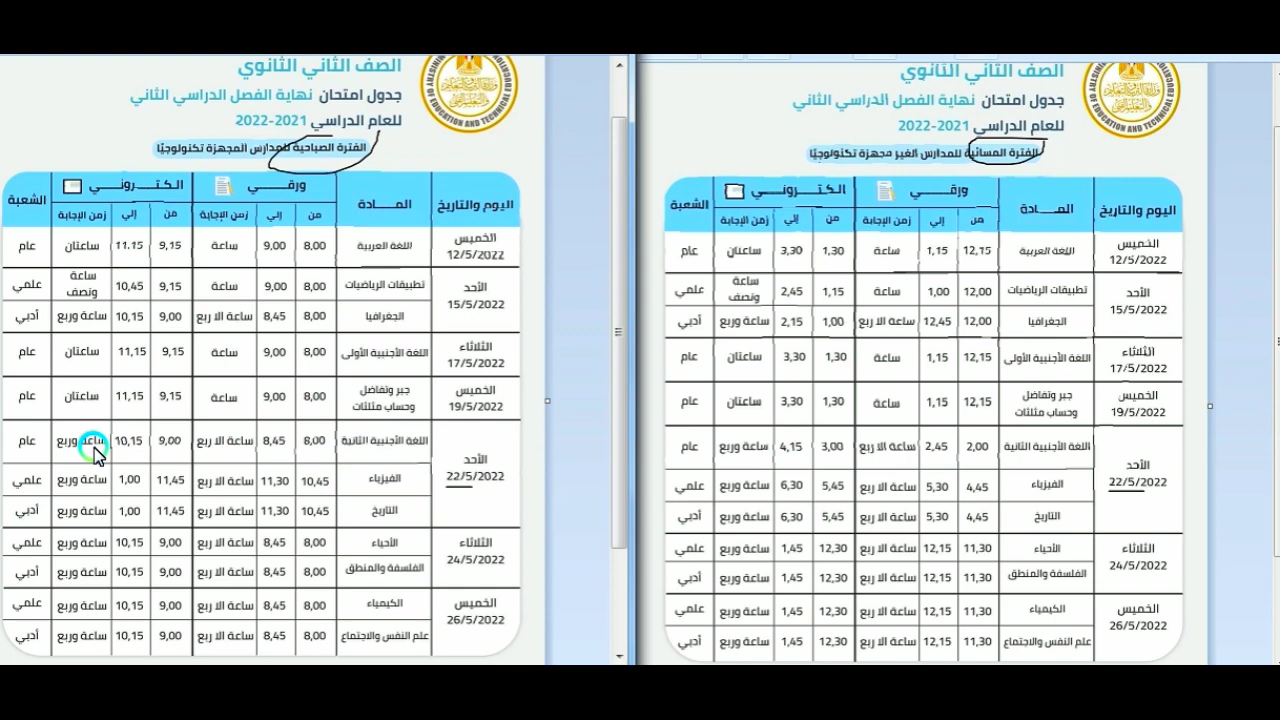 الصف الثاني الثانوي
جدول امتحان نهاية الفصل الدراسي الثاني
للعام الدراسي 2021-2022
الفترة الصباحية للمدارس المجهزة تكنولوجيًا
اليوم والتاريخ المـــادة ورقـــــي الـكـتـــــرونـــــي الشعبة
من إلي زمن الإجابة من إلي زمن الإجابة
الخميس 12/5/2022 اللغة العربية 8,00 9,00 ساعة 9,15 11,15 ساعتان عام
الأحد 15/5/2022 تطبيقات الرياضيات 8,00 9,00 ساعة 9,15 10,45 ساعة ونصف علمي
الجغرافيا 8,00 8,45 ساعة الا ربع 9,00 10,15 ساعة وربع أدبي
الثلاثاء 17/5/2022 اللغة الأجنبية الأولى 8,00 9,00 ساعة 9,15 11,15 ساعتان عام
الخميس 19/5/2022 جبر وتفاضل وحساب مثلثات 8,00 9,00 ساعة 9,15 11,15 ساعتان عام
الأحد 22/5/2022 اللغة الأجنبية الثانية 8,00 8,45 ساعة الا ربع 9,00 10,15 ساعة وربع عام
الفيزياء 10,45 11,30 ساعة الا ربع 11,45 1,00 ساعة وربع علمي
التاريخ 10,45 11,30 ساعة الا ربع 11,45 1,00 ساعة وربع أدبي
الثلاثاء 24/5/2022 الأحياء 8,00 8,45 ساعة الا ربع 9,00 10,15 ساعة وربع علمي
الفلسفة والمنطق 8,00 8,45 ساعة الا ربع 9,00 10,15 ساعة وربع أدبي
الخميس 26/5/2022 الكيمياء 8,00 8,45 ساعة الا ربع 9,00 10,15 ساعة وربع علمي
علم النفس والاجتماع 8,00 8,45 ساعة الا ربع 9,00 10,15 ساعة وربع أدبي
الصف الثاني الثانوي
جدول امتحان نهاية الفصل الدراسي الثاني
للعام الدراسي 2021-2022
الفترة المسائية للمدارس الغير مجهزة تكنولوجيًا
اليوم والتاريخ المـــادة ورقـــــي الـكـتـــــرونـــــي الشعبة
من إلي زمن الإجابة من إلي زمن الإجابة
الخميس 12/5/2022 اللغة العربية 12,15 1,15 ساعة 1,30 3,30 ساعتان عام
الأحد 15/5/2022 تطبيقات الرياضيات 12,00 1,00 ساعة 1,15 2,45 ساعة ونصف علمي
الجغرافيا 12,00 12,45 ساعة الا ربع 1,00 2,15 ساعة وربع أدبي
الثلاثاء 17/5/2022 اللغة الأجنبية الأولى 12,15 1,15 ساعة 1,30 3,30 ساعتان عام
الخميس 19/5/2022 جبر وتفاضل وحساب مثلثات 12,15 1,15 ساعة 1,30 3,30 ساعتان عام
الأحد 22/5/2022 اللغة الأجنبية الثانية 2,00 2,45 ساعة الا ربع 3,00 4,15 ساعة وربع عام
الفيزياء 4,45 5,30 ساعة الا ربع 5,45 6,30 ساعة وربع علمي
التاريخ 4,45 5,30 ساعة الا ربع 5,45 6,30 ساعة وربع أدبي
الثلاثاء 24/5/2022 الأحياء 11,30 12,15 ساعة الا ربع 12,30 1,45 ساعة وربع علمي
الفلسفة والمنطق 11,30 12,15 ساعة الا ربع 12,30 1,45 ساعة وربع أدبي
الخميس 26/5/2022 الكيمياء 11,30 12,15 ساعة الا ربع 12,30 1,45 ساعة وربع علمي
علم النفس والاجتماع 11,30 12,15 ساعة الا ربع 12,30 1,45 ساعة وربع أدبي